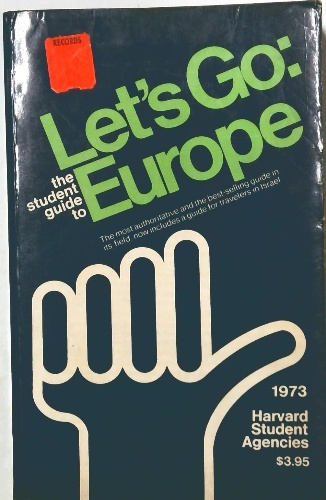 RECORDS
Let's Go:
the
student
guide
to
Europe
The most authoritative and the best-selling guide in
its field now includes a guide for travelers in Israel
1973
Harvard
Student
Agencies
$3.95